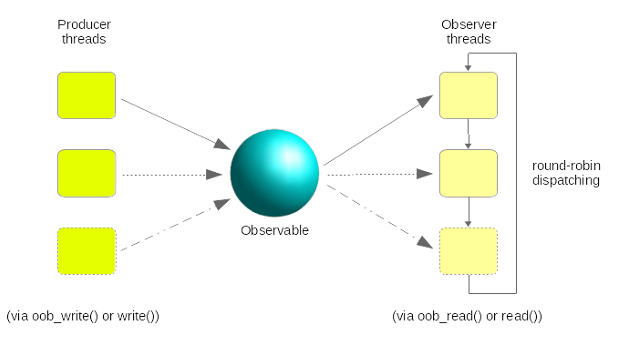 Producer
threads
Observer
threads
round-robin
dispatching
Observable
(via oob_write() or write())
(via oob_read() or read())